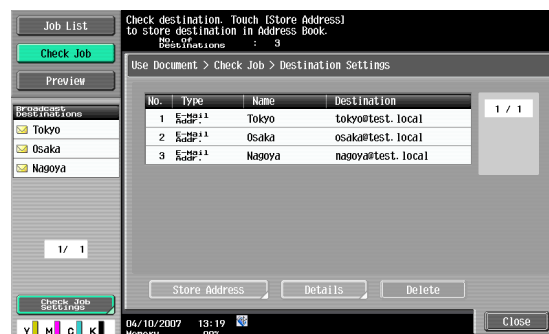 Job List
Check Job
Preview
Check destination. Touch [Store Address]
to store destination in Address Book.
No. of
Destinations : 3
Use Document > Check Job > Destination Settings
Broadcast
Destinations
Tokyo
Osaka
Nagoya
1/ 1
Check Job
Settings
Y M C K
No. Type Name Destination
1 E-Mail Addr. Tokyo tokyo@test.local
2 E-Mail Addr. Osaka osaka@test.local
3 E-Mail Addr. Nagoya nagoya@test.local
1 / 1
Store Address Details Delete
04/10/2007 13:19
Memory 99%
Close